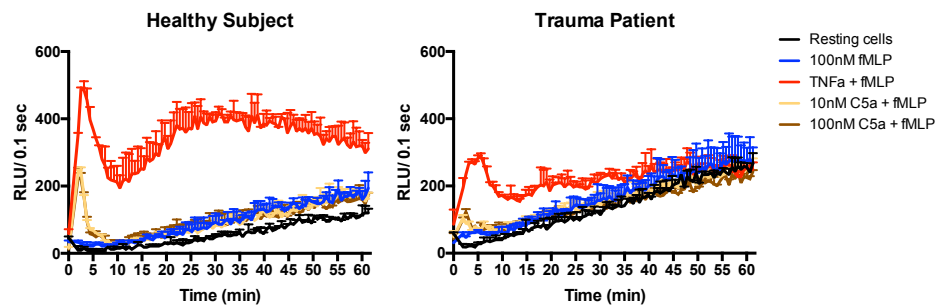 Healthy Subject
Trauma Patient
RLU/ 0.1 sec
600
400
200
0
0 5 10 15 20 25 30 35 40 45 50 55 60
Time (min)
RLU/ 0.1 sec
600
400
200
0
0 5 10 15 20 25 30 35 40 45 50 55 60
Time (min)
Resting cells
100nM fMLP
TNFa + fMLP
10nM C5a + fMLP
100nM C5a + fMLP